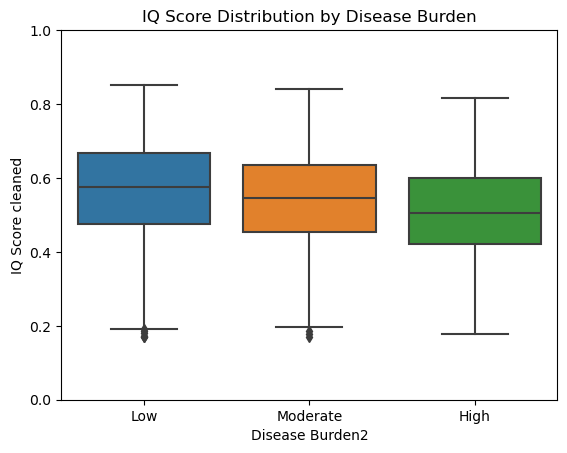 IQ Score Distribution by Disease Burden
1.0
0.8
0.6
0.4
0.2
0.0
IQ Score cleaned
Low
Moderate
High
Disease Burden2